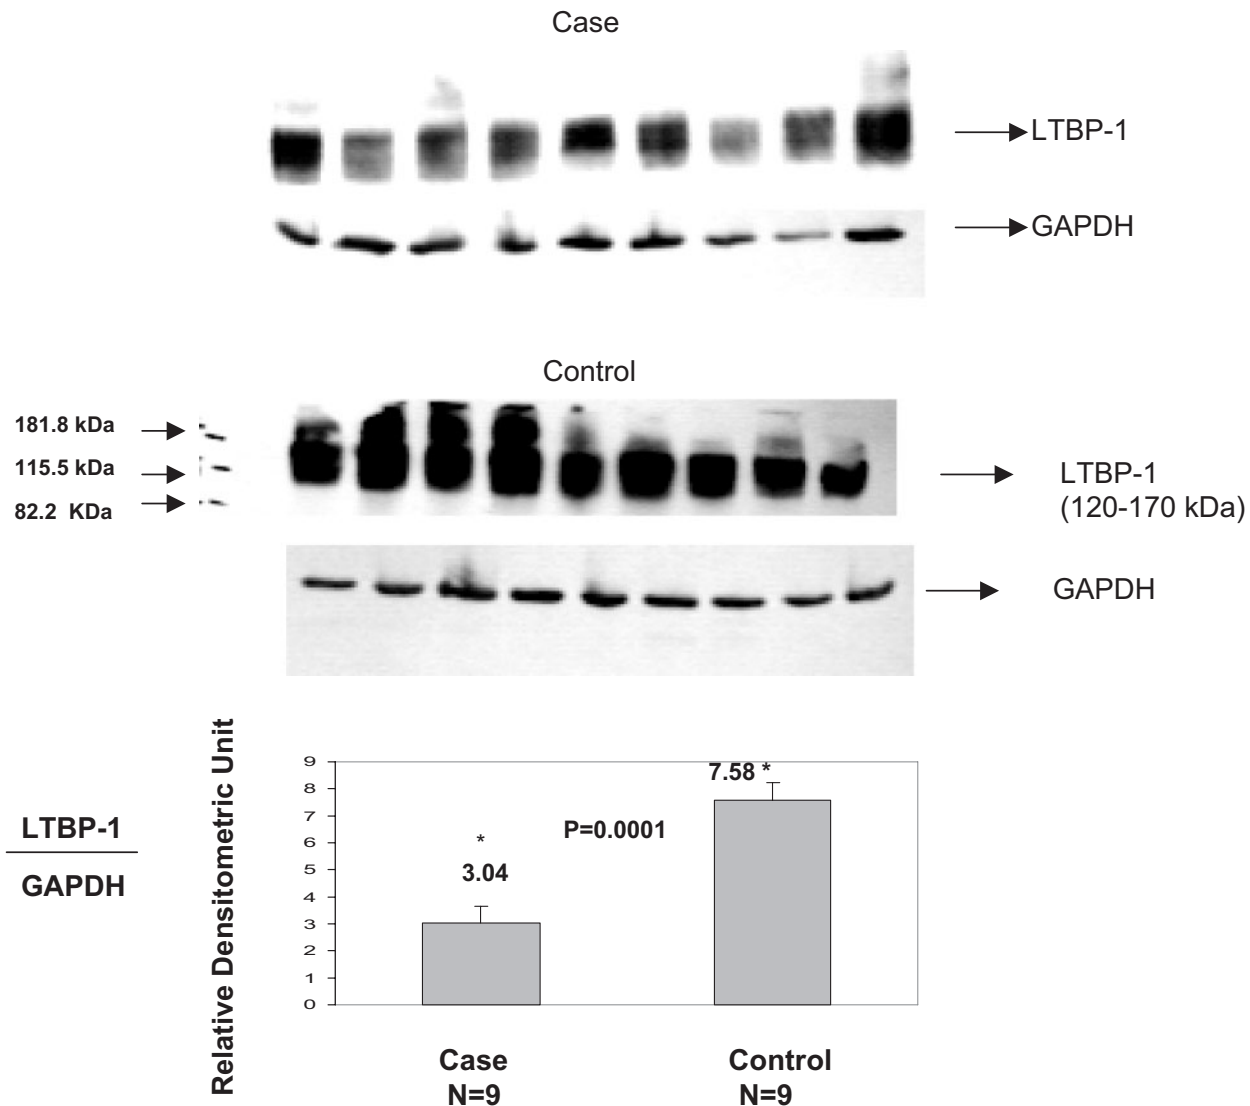 Case
LTBP-1
GAPDH
Control
181.8 kDa
115.5 kDa
82.2 KDa
LTBP-1
(120-170 kDa)
GAPDH
LTBP-1
GAPDH
Relative Densitometric Unit
9
8
7
6
5
4
3
2
1
0
7.58 *
P=0.0001
*
3.04
Case
N=9
Control
N=9